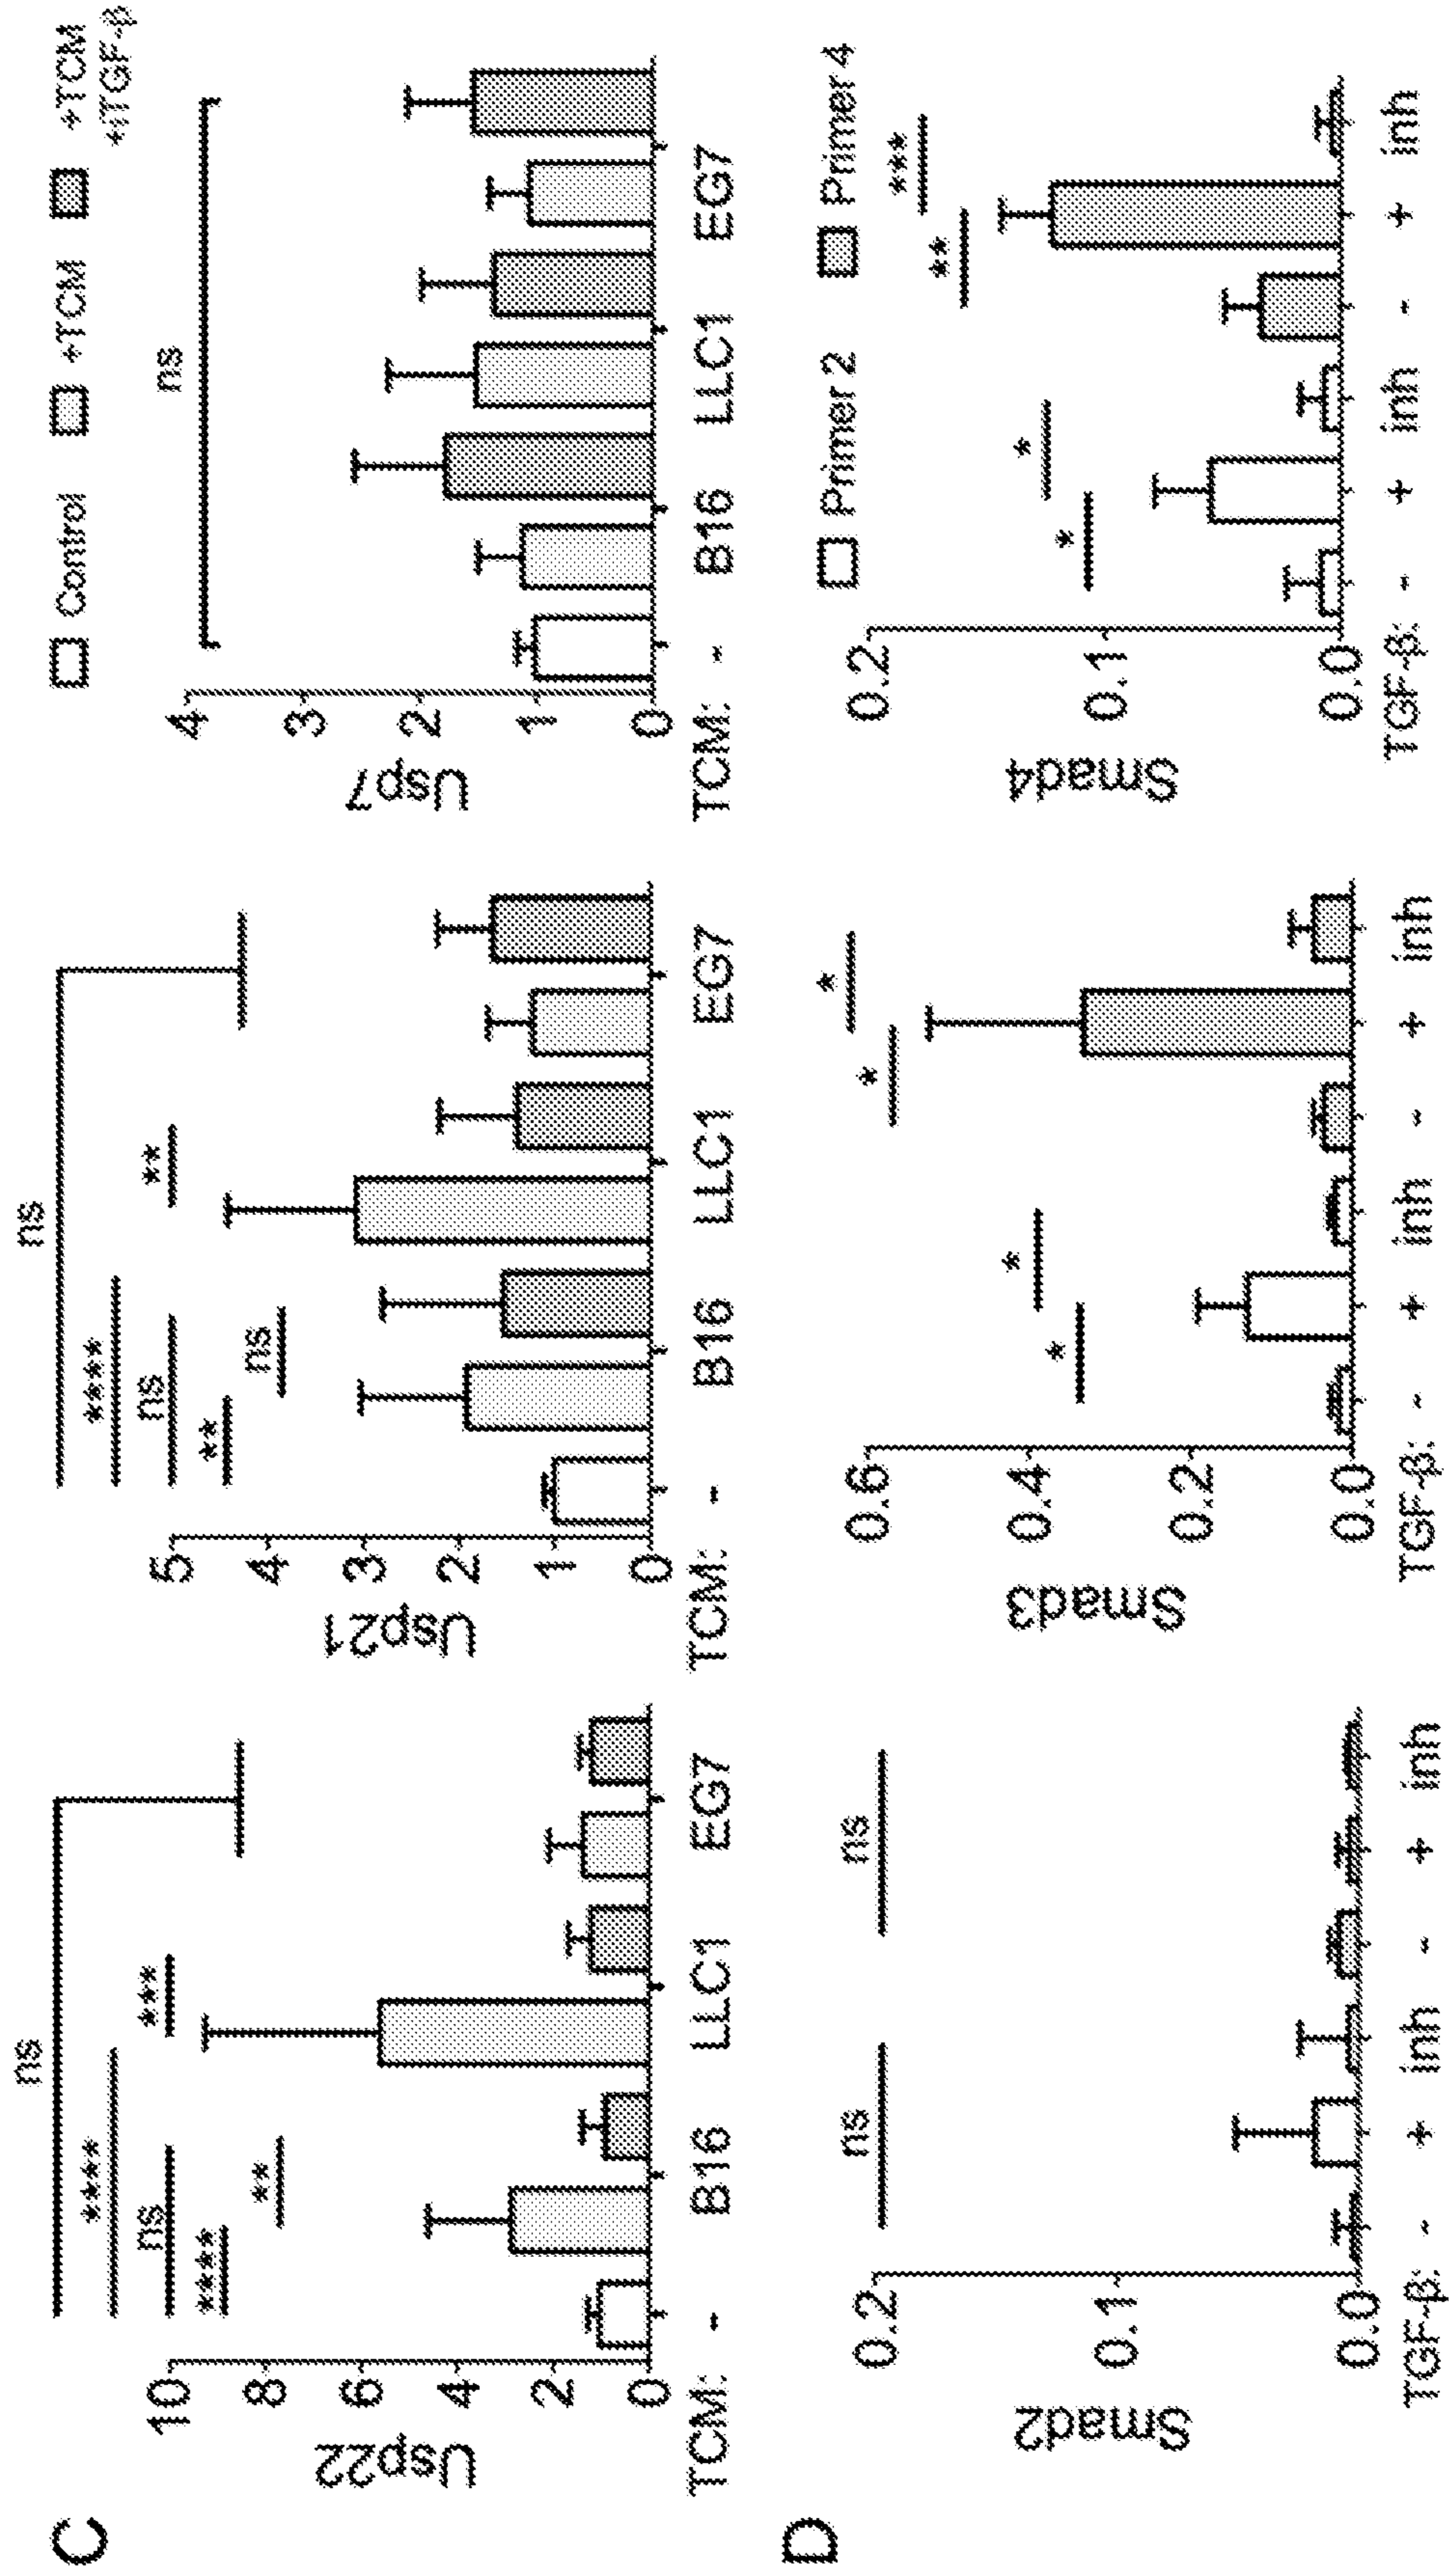 C
Control
+TCM
+TCM
+iTGF-β
Usp22
10
8
6
4
2
0
ns
****
ns
****
**
***
TCM: - B16 LLC1 EG7
Usp21
5
4
3
2
1
0
ns
****
ns
**
ns
**
TCM: - B16 LLC1 EG7
Usp7
4
3
2
1
0
ns
TCM: - B16 LLC1 EG7
D
Primer 2
Primer 4
Smad2
0.2
0.1
0.0
ns
ns
TGF-β: - + inh - + inh
Smad3
0.6
0.4
0.2
0.0
*
*
*
*
TGF-β: - + inh - + inh
Smad4
0.2
0.1
0.0
*
*
**
***
TGF-β: - + inh - + inh